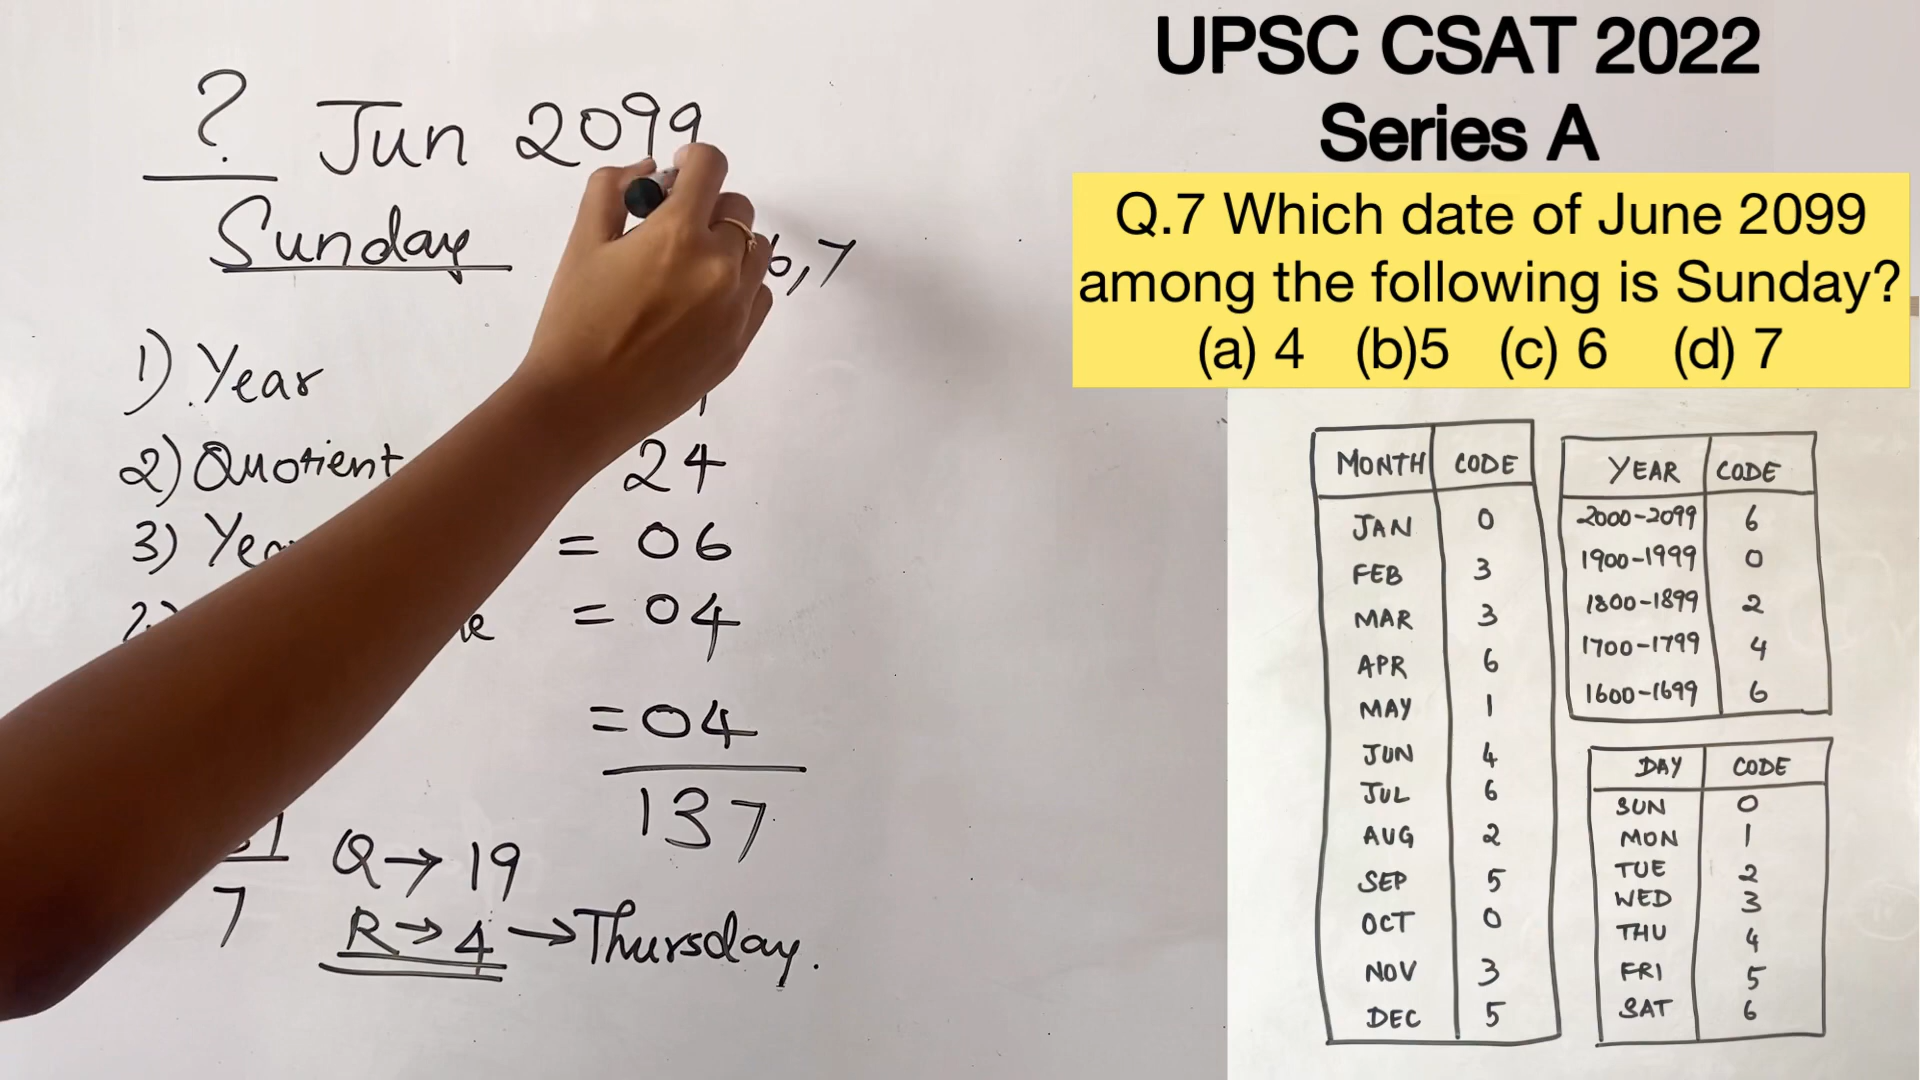 ? Jun 2099
Sunday
6, 7
1) Year
2) Quotient 24
3) = 06
= 04
= 04
137
7
Q → 19
R → 4 → Thursday.
UPSC CSAT 2022
Series A
Q.7 Which date of June 2099
among the following is Sunday?
(a) 4 (b)5 (c) 6 (d) 7
MONTH CODE
JAN 0
FEB 3
MAR 3
APR 6
MAY 1
JUN 4
JUL 6
AUG 2
SEP 5
OCT 0
NOV 3
DEC 5
YEAR CODE
2000-2099 6
1900-1999 0
1800-1899 2
1700-1799 4
1600-1699 6
DAY CODE
SUN 0
MON 1
TUE 2
WED 3
THU 4
FRI 5
SAT 6